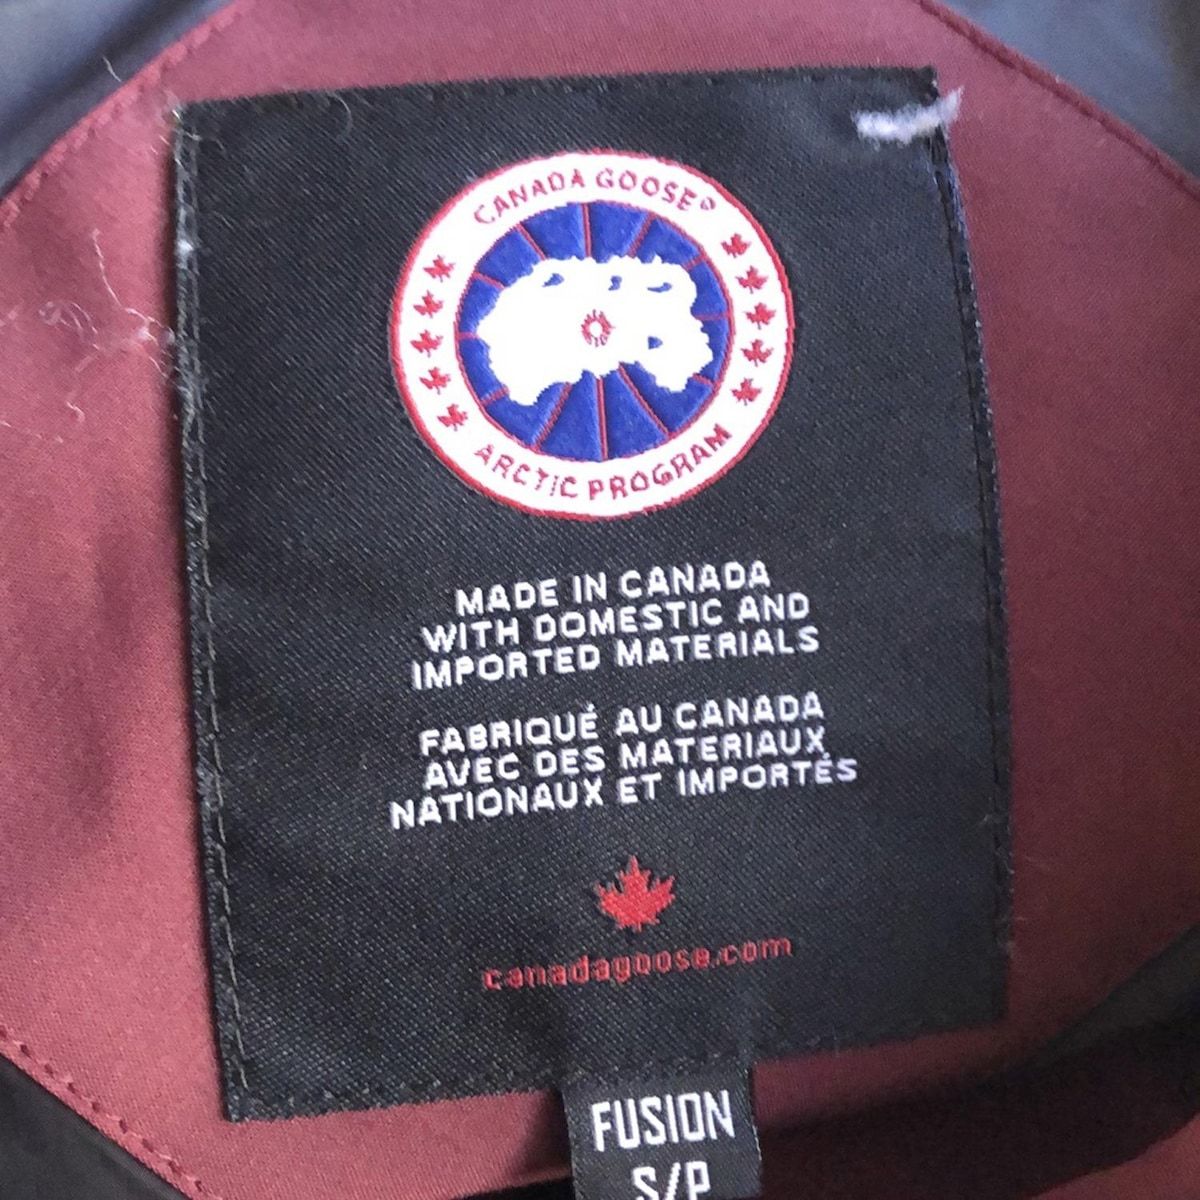 CANADA GOOSE®
ARCTIC PROGRAM
MADE IN CANADA
WITH DOMESTIC AND
IMPORTED MATERIALS
FABRIQUÉ AU CANADA
AVEC DES MATERIAUX
NATIONAUX ET IMPORTÉS
canadagoose.com
FUSION
S/P